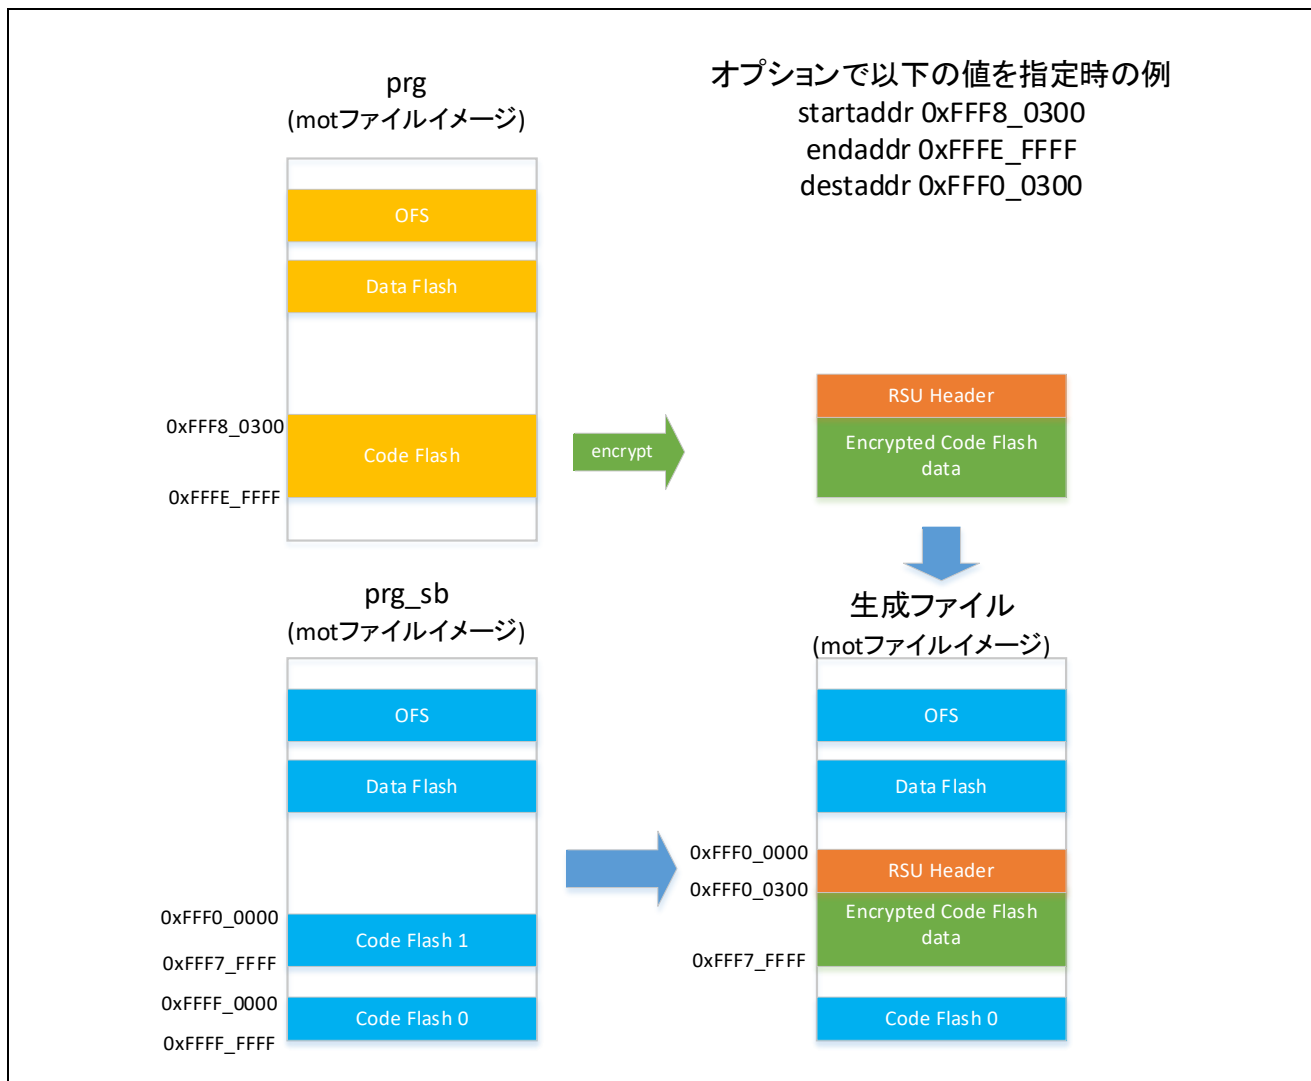 prg
(motファイルイメージ)
オプションで以下の値を指定時の例
startaddr 0xFFF8_0300
endaddr 0xFFFE_FFFF
destaddr 0xFFF0_0300
OFS
Data Flash
0xFFF8_0300
Code Flash
0xFFFE_FFFF
encrypt
RSU Header
Encrypted Code Flash
data
prg_sb
(motファイルイメージ)
OFS
Data Flash
0xFFF0_0000
Code Flash 1
0xFFF7_FFFF
0xFFFF_0000
Code Flash 0
0xFFFF_FFFF
生成ファイル
(motファイルイメージ)
OFS
Data Flash
0xFFF0_0000
RSU Header
0xFFF0_0300
Encrypted Code Flash
data
0xFFF7_FFFF
Code Flash 0